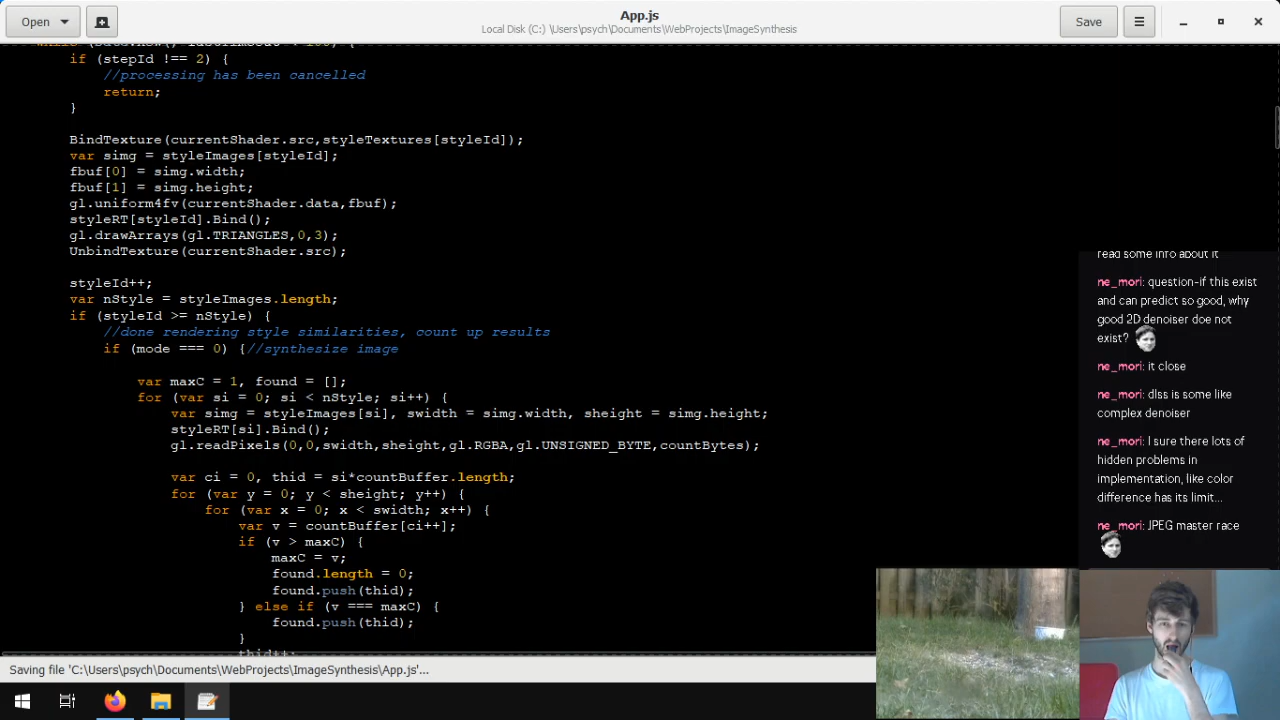 Open
App.js
Local Disk (C:) \Users\psych\Documents\WebProjects\ImageSynthesis
Save
if (stepId !== 2) {
//processing has been cancelled
return;
}
BindTexture(currentShader.src,styleTextures[styleId]);
var simg = styleImages[styleId];
fbuf[0] = simg.width;
fbuf[1] = simg.height;
gl.uniform4fv(currentShader.data,fbuf);
styleRT[styleId].Bind();
gl.drawArrays(gl.TRIANGLES,0,3);
UnbindTexture(currentShader.src);
styleId++;
var nStyle = styleImages.length;
if (styleId >= nStyle) {
//done rendering style similarities, count up results
if (mode === 0) {//synthesize image
var maxC = 1, found = [];
for (var si = 0; si < nStyle; si++) {
var simg = styleImages[si], swidth = simg.width, sheight = simg.height;
styleRT[si].Bind();
gl.readPixels(0,0,swidth,sheight,gl.RGBA,gl.UNSIGNED_BYTE,countBytes);
var ci = 0, thid = si*countBuffer.length;
for (var y = 0; y < sheight; y++) {
for (var x = 0; x < swidth; x++) {
var v = countBuffer[ci++];
if (v > maxC) {
maxC = v;
found.length = 0;
found.push(thid);
} else if (v === maxC) {
found.push(thid);
}
thid++;
Saving file 'C:\Users\psych\Documents\WebProjects\ImageSynthesis\App.js'...
read some info about it
ne_mori: question-if this exist
and can predict so good, why
good 2D denoiser doe not
exist?
ne_mori: it close
ne_mori: dlss is some like
complex denoiser
ne_mori: I sure there lots of
hidden problems in
implementation, like color
difference has its limit...
ne_mori: JPEG master race